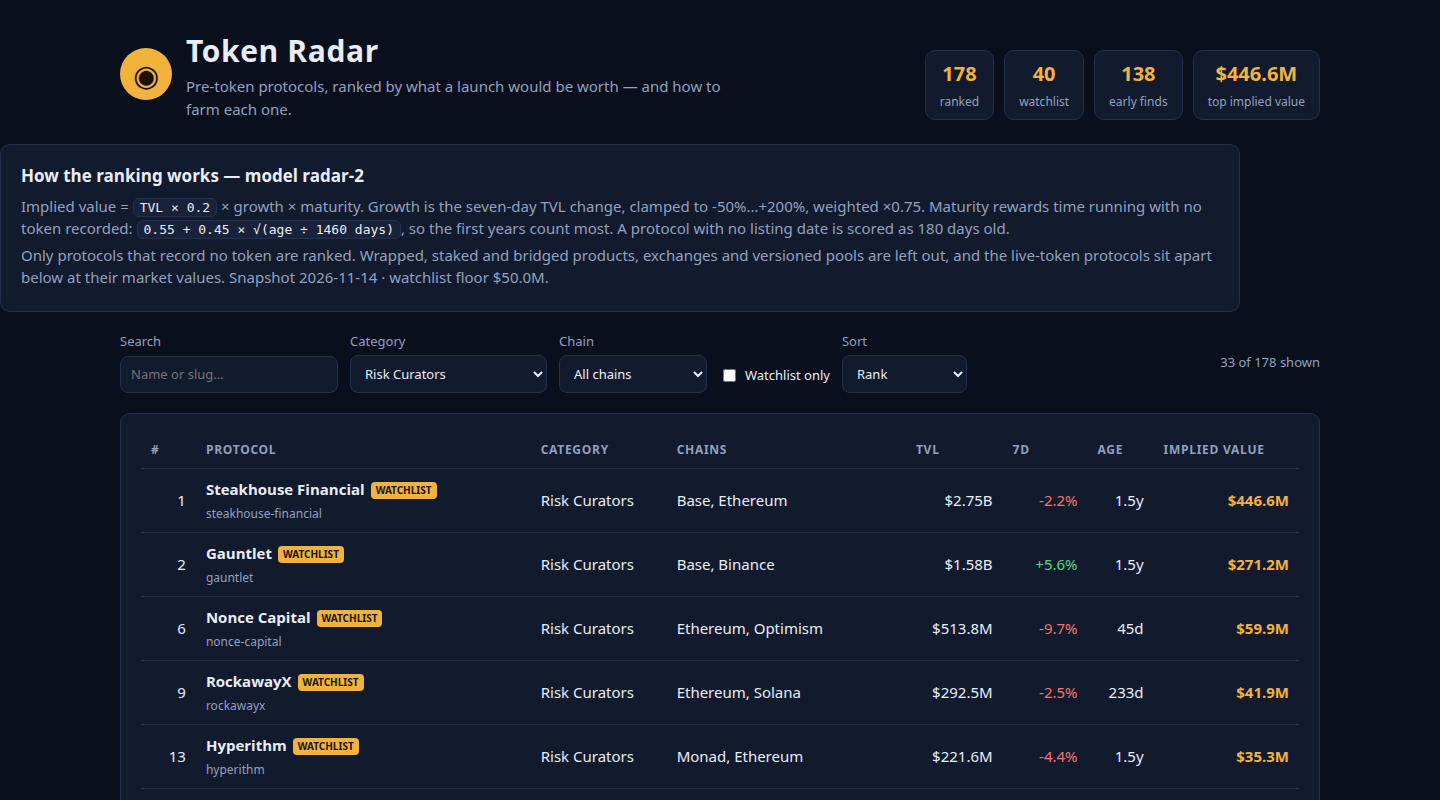 ◉
Token Radar
Pre-token protocols, ranked by what a launch would be worth — and how to
farm each one.
178
ranked
40
watchlist
138
early finds
$446.6M
top implied value
How the ranking works — model radar-2
Implied value = TVL × 0.2 × growth × maturity. Growth is the seven-day TVL change, clamped to -50%…+200%, weighted ×0.75. Maturity rewards time running with no
token recorded: 0.55 + 0.45 × √(age ÷ 1460 days) , so the first years count most. A protocol with no listing date is scored as 180 days old.
Only protocols that record no token are ranked. Wrapped, staked and bridged products, exchanges and versioned pools are left out, and the live-token protocols sit apart
below at their market values. Snapshot 2026-11-14 · watchlist floor $50.0M.
Search Category Chain Sort
Name or slug… Risk Curators All chains Watchlist only Rank
33 of 178 shown
# PROTOCOL CATEGORY CHAINS TVL 7D AGE IMPLIED VALUE
1 Steakhouse Financial WATCHLIST Risk Curators Base, Ethereum $2.75B -2.2% 1.5y $446.6M
steakhouse-financial
2 Gauntlet WATCHLIST Risk Curators Base, Binance $1.58B +5.6% 1.5y $271.2M
gauntlet
6 Nonce Capital WATCHLIST Risk Curators Ethereum, Optimism $513.8M -9.7% 45d $59.9M
nonce-capital
9 RockawayX WATCHLIST Risk Curators Ethereum, Solana $292.5M -2.5% 233d $41.9M
rockawayx
13 Hyperithm WATCHLIST Risk Curators Monad, Ethereum $221.6M -4.4% 1.5y $35.3M
hyperithm